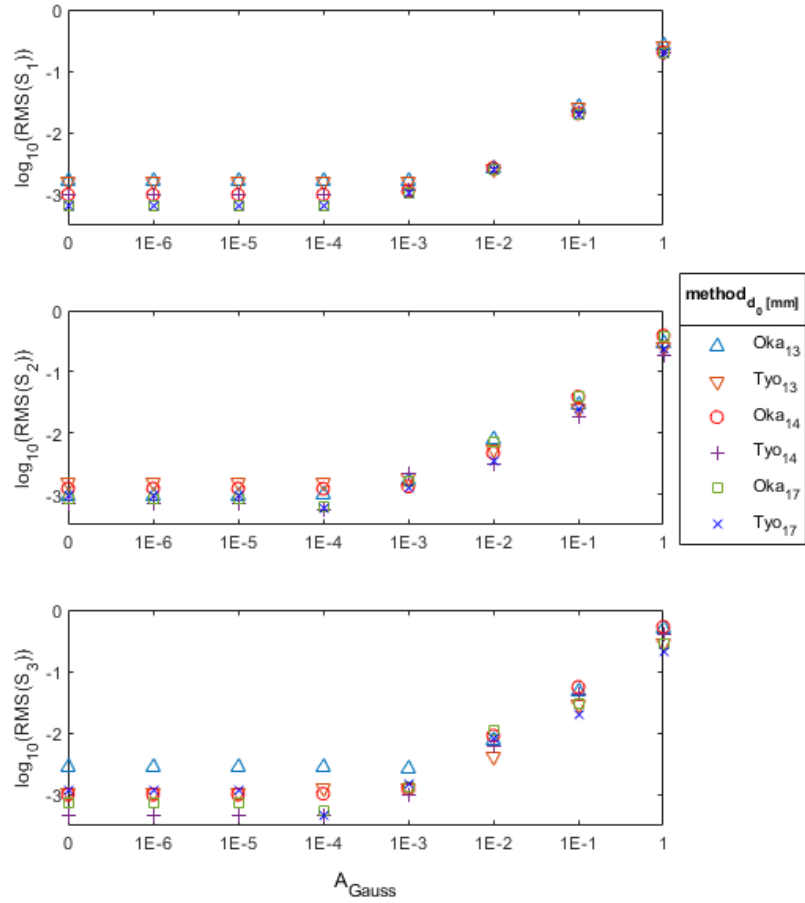 0
-1
-2
-3
log10(RMS(S1))
0 1E-6 1E-5 1E-4 1E-3 1E-2 1E-1 1
0
-1
-2
-3
log10(RMS(S2))
0 1E-6 1E-5 1E-4 1E-3 1E-2 1E-1 1
method d0 [mm]
Oka13
Tyo13
Oka14
Tyo14
Oka17
Tyo17
0
-1
-2
-3
log10(RMS(S3))
0 1E-6 1E-5 1E-4 1E-3 1E-2 1E-1 1
AGauss